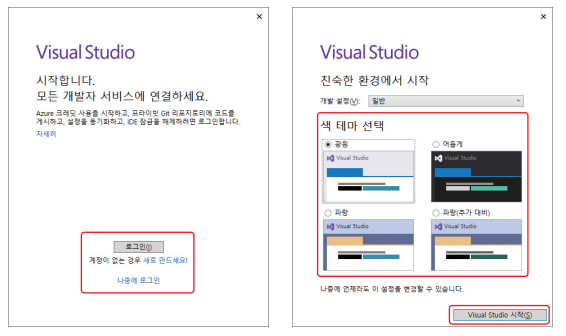 Visual Studio
시작합니다.
모든 개발자 서비스에 연결하세요.
Azure 크레딧 사용을 시작하고, 프라이빗 Git 리포지토리에 코드를
게시하고, 설정을 동기화하고, IDE 잠금을 해제하려면 로그인합니다.
자세히
로그인(I)
계정이 없는 경우 새로 만드세요!
나중에 로그인
Visual Studio
친숙한 환경에서 시작
개발 설정(V): 일반
색 테마 선택
광원
어둡게
Visual Studio
Visual Studio
파랑
파랑(추가 대비)
Visual Studio
Visual Studio
나중에 언제라도 이 설정을 변경할 수 있습니다.
Visual Studio 시작(S)